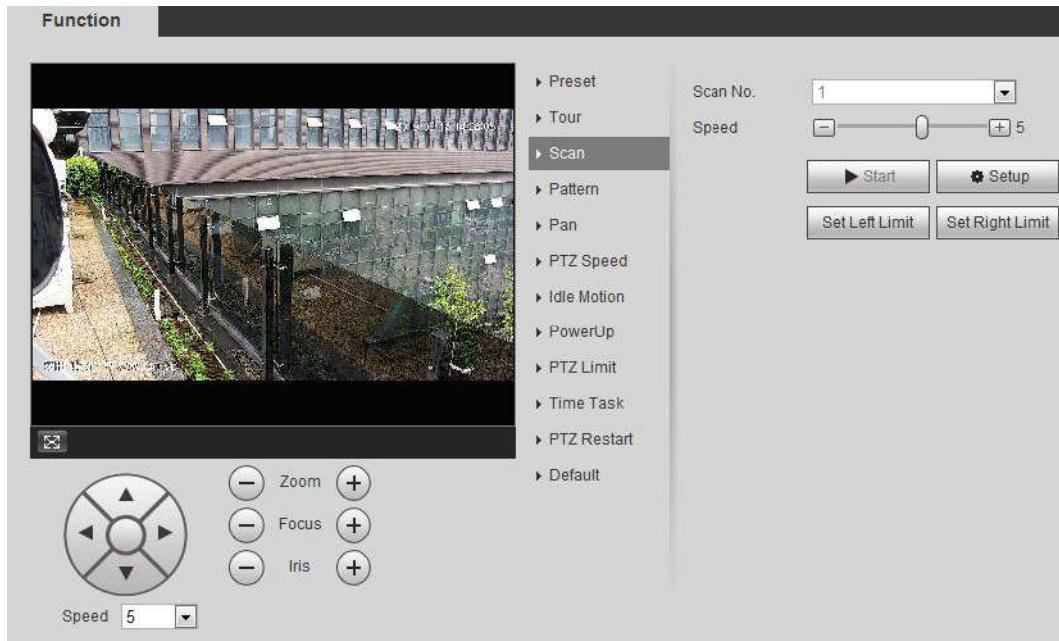 Function
Preset
Tour
Scan
Pattern
Pan
PTZ Speed
Idle Motion
PowerUp
PTZ Limit
Time Task
PTZ Restart
Default
Scan No. 1
Speed 5
Start Setup
Set Left Limit Set Right Limit
Zoom
Focus
Iris
Speed 5